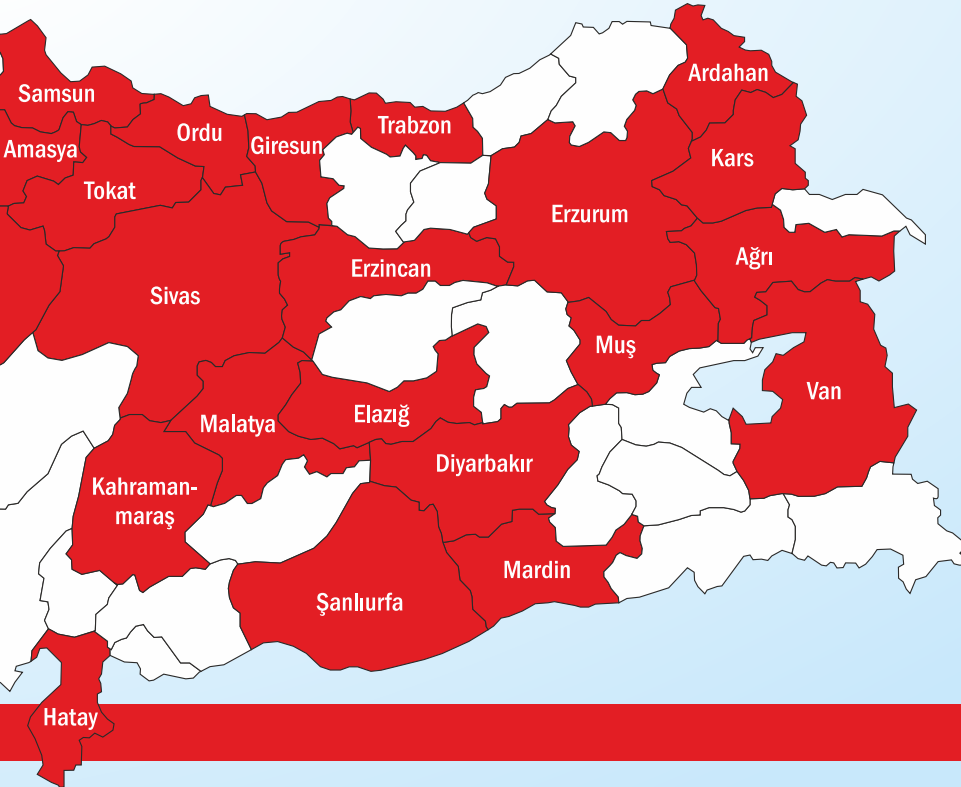 Ardahan
Samsun
Trabzon
Ordu
Giresun
Amasya
Kars
Tokat
Erzurum
Ağrı
Erzincan
Sivas
Muş
Van
Elazığ
Malatya
Diyarbakır
Kahraman-
maraş
Mardin
Şanlıurfa
Hatay